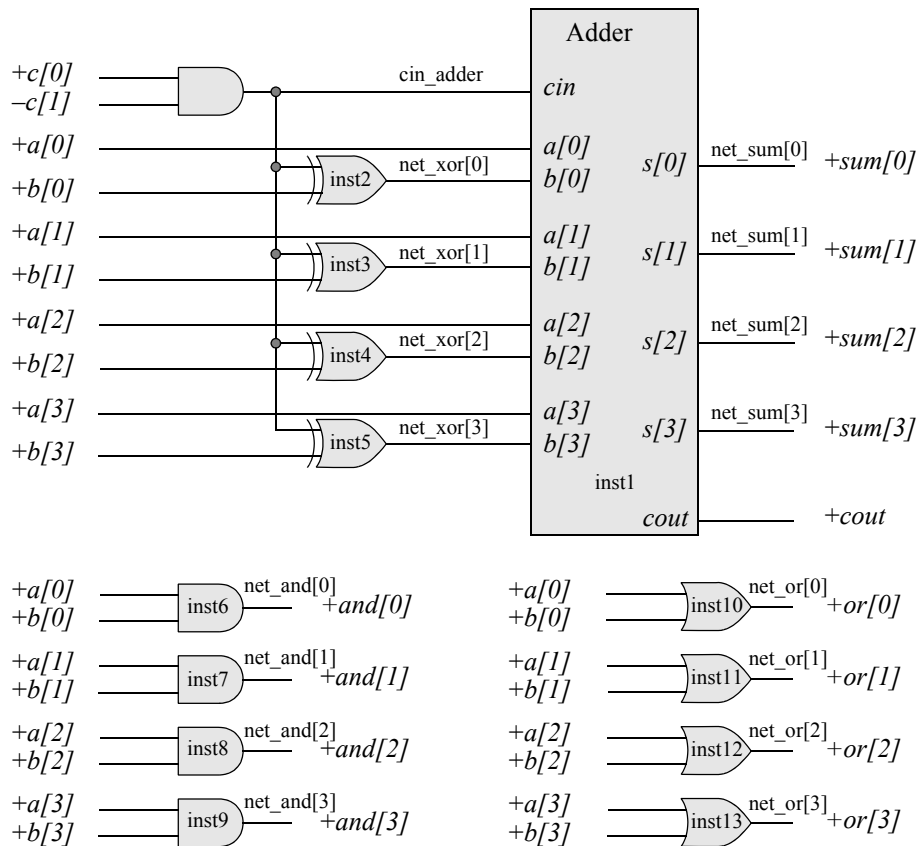 Adder
+c[0]
–c[1]
cin_adder
cin
+a[0]
a[0]
+b[0]
inst2
net_xor[0]
b[0]
s[0]
net_sum[0]
+sum[0]
+a[1]
a[1]
+b[1]
inst3
net_xor[1]
b[1]
s[1]
net_sum[1]
+sum[1]
+a[2]
a[2]
+b[2]
inst4
net_xor[2]
b[2]
s[2]
net_sum[2]
+sum[2]
+a[3]
a[3]
+b[3]
inst5
net_xor[3]
b[3]
s[3]
net_sum[3]
+sum[3]
inst1
cout
+cout
+a[0]
+b[0]
inst6
net_and[0]
+and[0]
+a[0]
+b[0]
inst10
net_or[0]
+or[0]
+a[1]
+b[1]
inst7
net_and[1]
+and[1]
+a[1]
+b[1]
inst11
net_or[1]
+or[1]
+a[2]
+b[2]
inst8
net_and[2]
+and[2]
+a[2]
+b[2]
inst12
net_or[2]
+or[2]
+a[3]
+b[3]
inst9
net_and[3]
+and[3]
+a[3]
+b[3]
inst13
net_or[3]
+or[3]